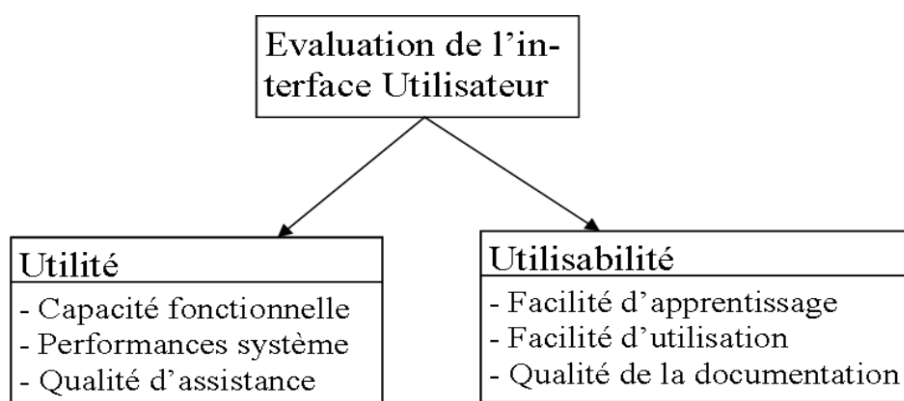 Evaluation de l’in-
terface Utilisateur
Utilité
- Capacité fonctionnelle
- Performances système
- Qualité d’assistance
Utilisabilité
- Facilité d’apprentissage
- Facilité d’utilisation
- Qualité de la documentation